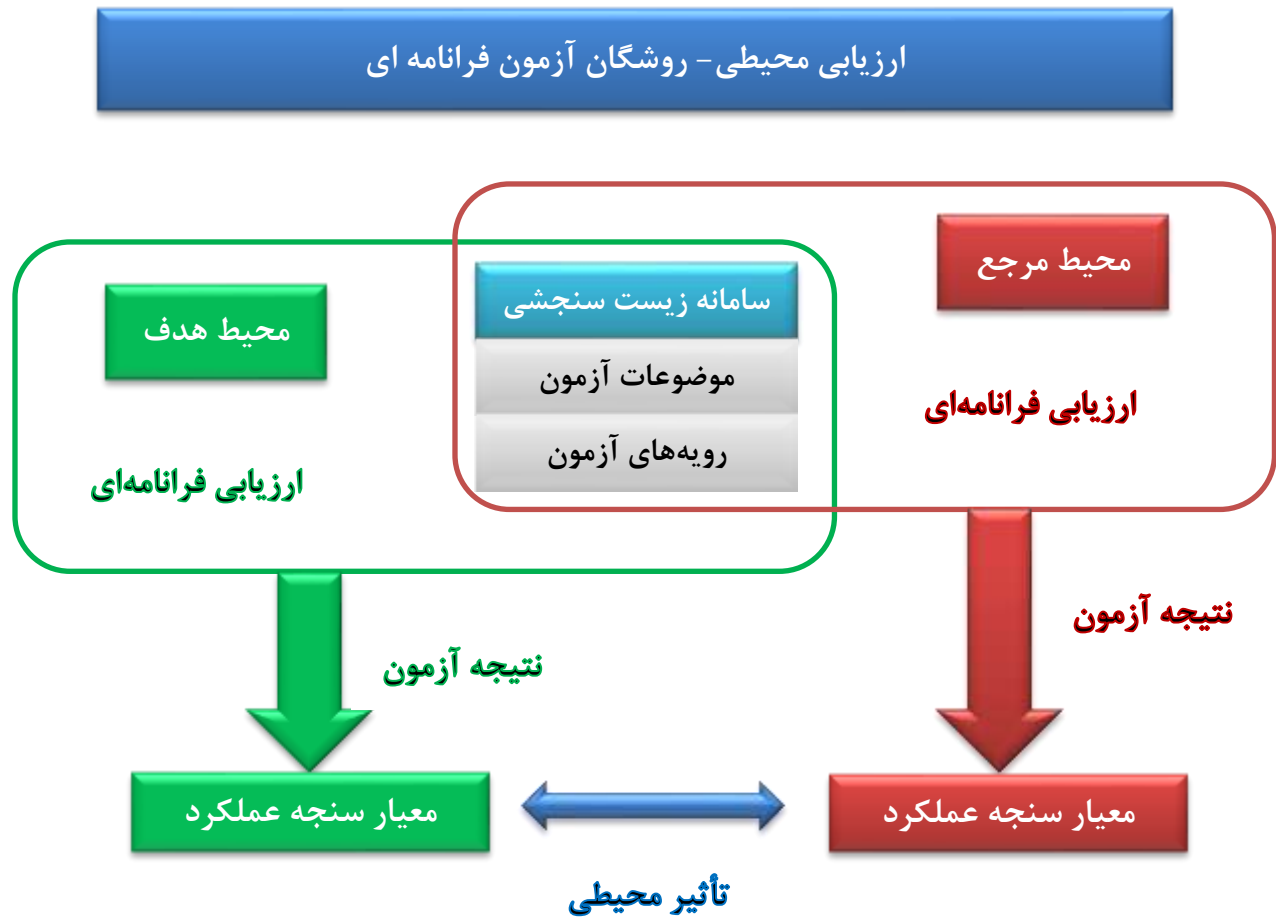 ارزیابی محیطی- روشگان آزمون فرانامه ای
محیط مرجع
سامانه زیست سنجشی
محیط هدف
موضوعات آزمون
ارزیابی فرانامه‌ای
رویه‌های آزمون
ارزیابی فرانامه‌ای
نتیجه آزمون
نتیجه آزمون
معیار سنجه عملکرد
معیار سنجه عملکرد
تأثیر محیطی